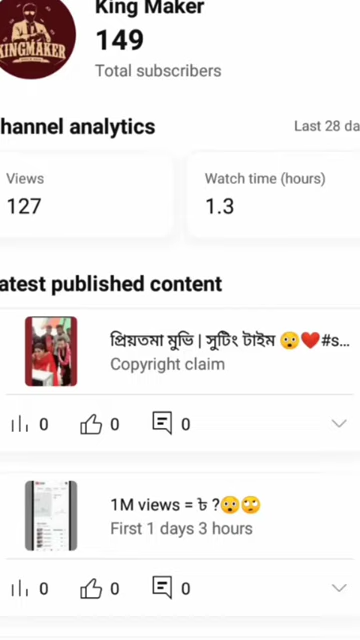 KINGMAKER
King Maker
149
Total subscribers
hannel analytics
Last 28 da
Views
127
Watch time (hours)
1.3
atest published content
প্রিয়তমা মুভি | সুটিং টাইম 😮❤️#s...
Copyright claim
0 0 0
1M views = ৳ ?😮🙄
First 1 days 3 hours
0 0 0